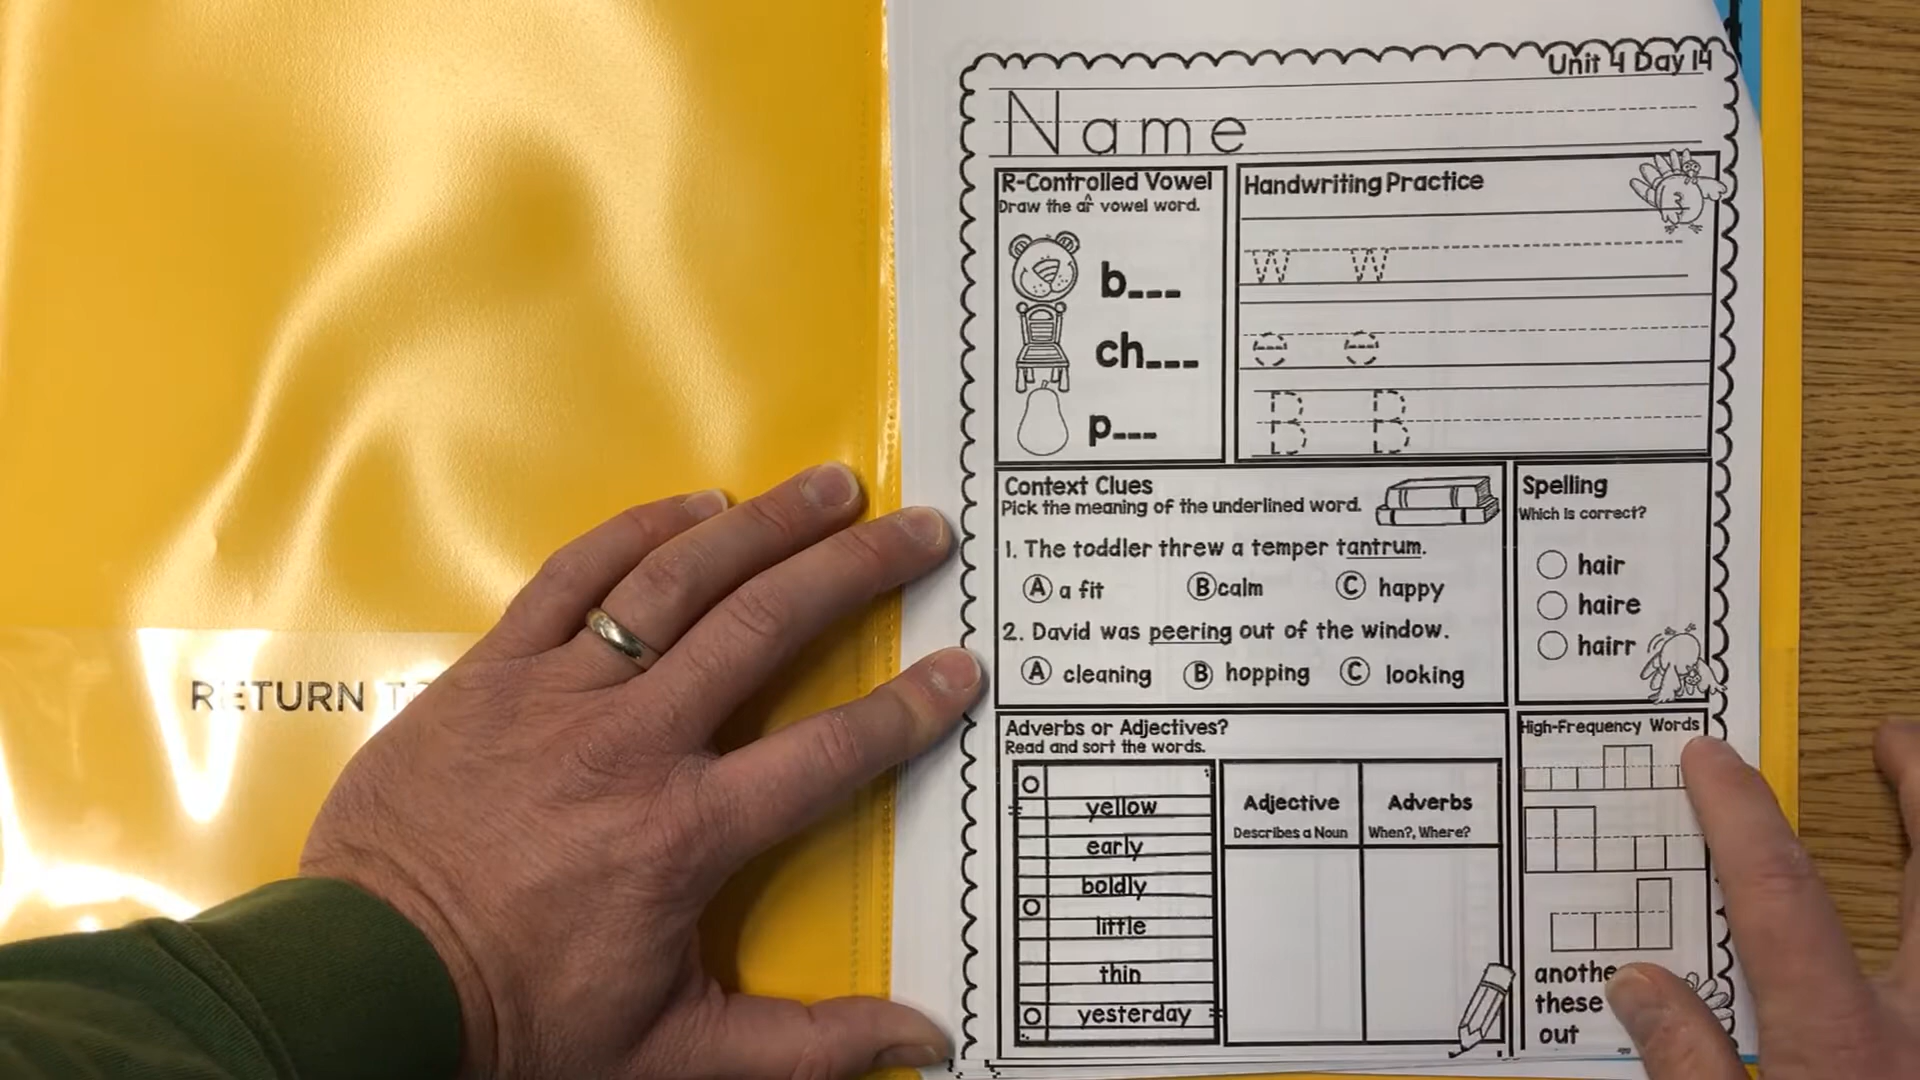 Unit 4 Day 14
Name
R-Controlled Vowel
Draw the air vowel word.
b___
ch___
p___
Handwriting Practice
w w
e e
B B
Context Clues
Pick the meaning of the underlined word.
1. The toddler threw a temper tantrum.
A a fit B calm C happy
2. David was peering out of the window.
A cleaning B hopping C looking
Spelling
Which is correct?
hair
haire
hairr
Adverbs or Adjectives?
Read and sort the words.
yellow
early
boldly
little
thin
yesterday
Adjective
Describes a Noun
Adverbs
When?, Where?
High-Frequency Words
these
out
RETURN